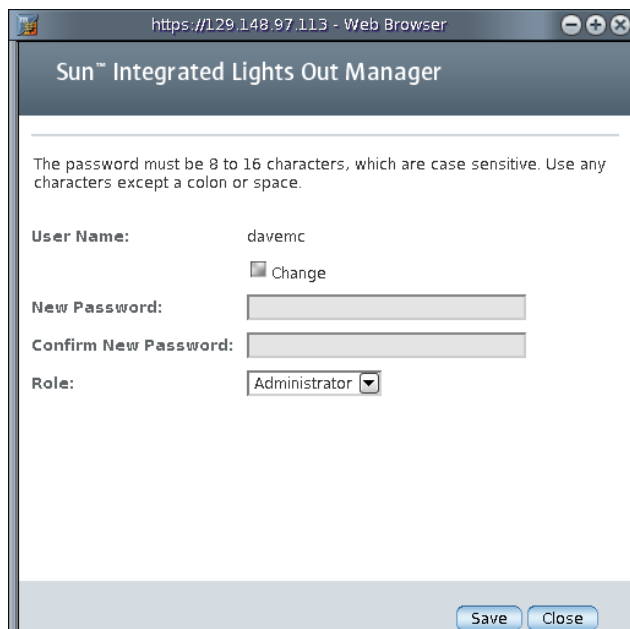 https://129.148.97.113 - Web Browser
Sun™ Integrated Lights Out Manager
The password must be 8 to 16 characters, which are case sensitive. Use any
characters except a colon or space.
User Name: davemc
Change
New Password:
Confirm New Password:
Role: Administrator
Save Close